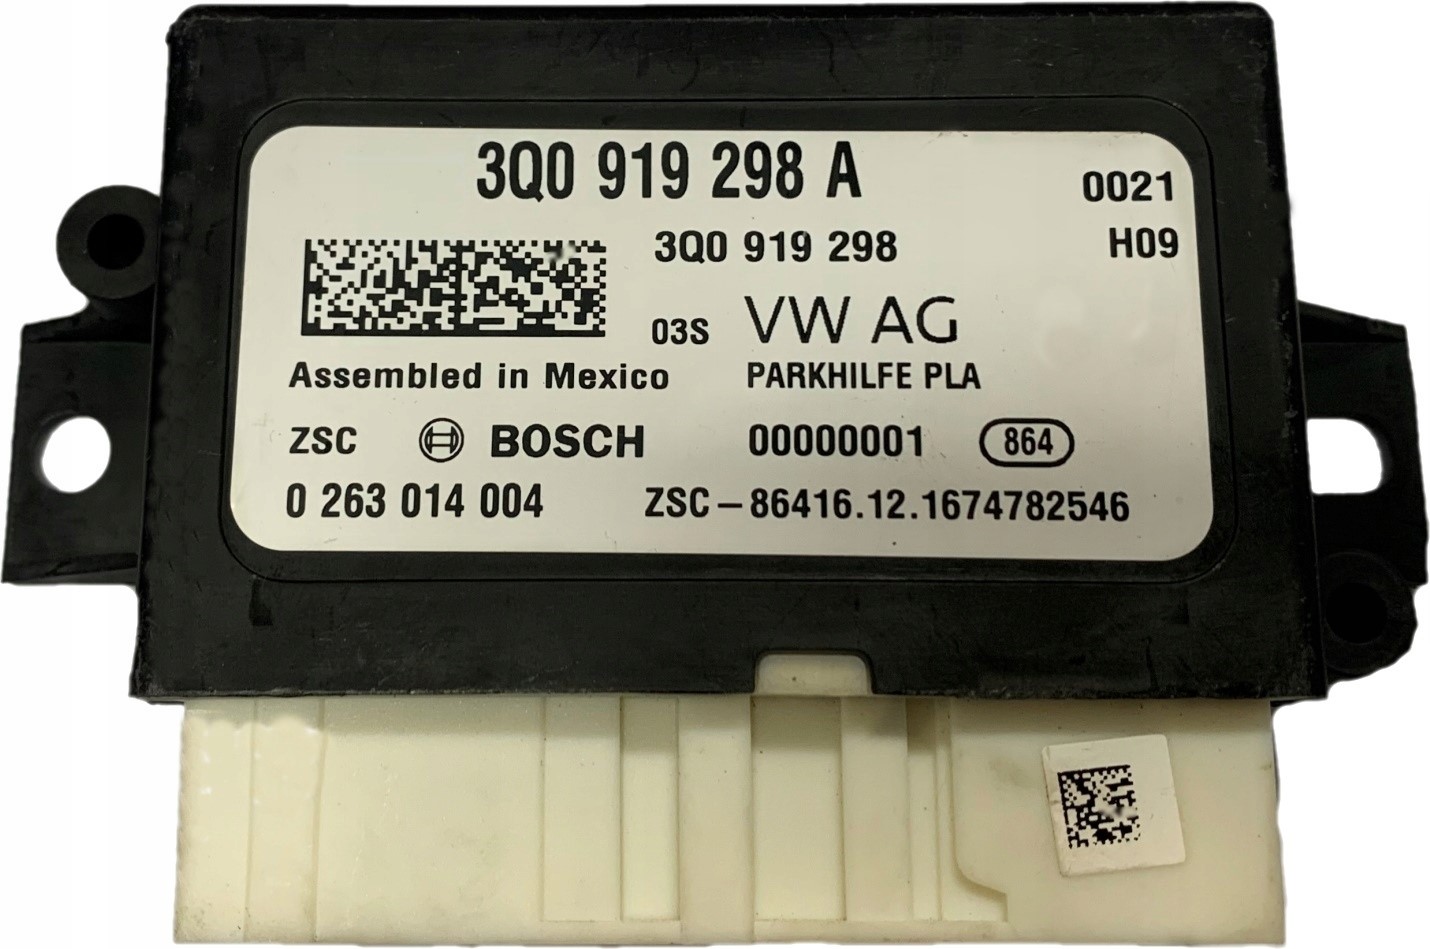 3Q0 919 298 A
0021
3Q0 919 298
H09
03S VW AG
Assembled in Mexico
PARKHILFE PLA
ZSC BOSCH
00000001
864
0 263 014 004
ZSC-86416.12.1674782546